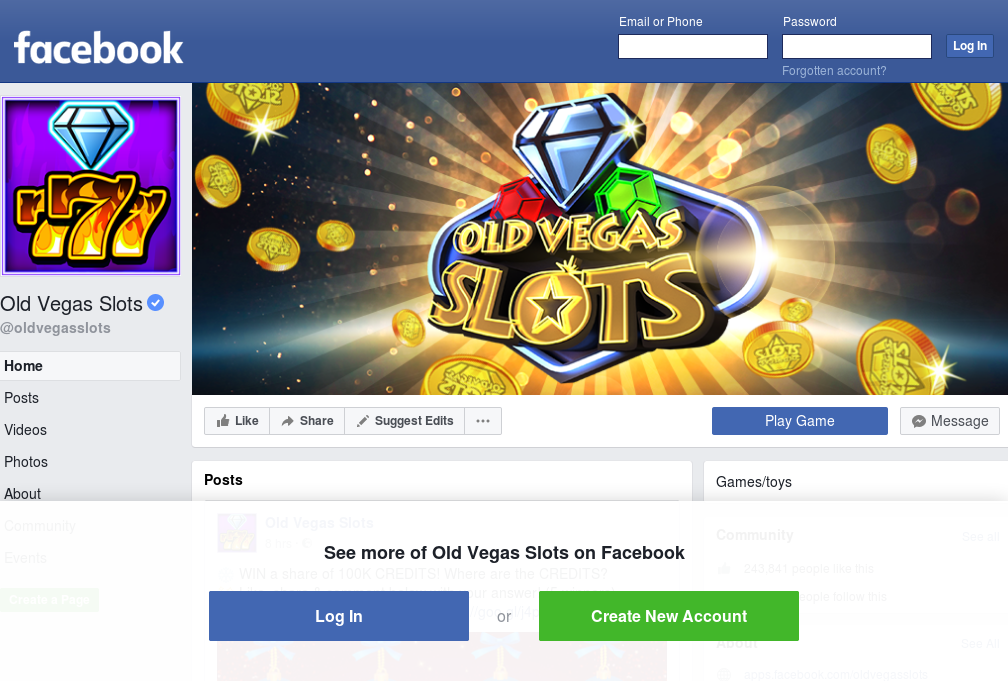 facebook
Email or Phone
Password
Log In
Forgotten account?
777
OLD VEGAS
SLOTS
Old Vegas Slots
@oldvegasslots
Home
Posts
Videos
Photos
About
Community
Events
Create a Page
Like
Share
Suggest Edits
Play Game
Message
Posts
Old Vegas Slots
WIN a share of 100K CREDITS! Where are the CREDITS?
See more of Old Vegas Slots on Facebook
Log In
or
Create New Account
Games/toys
Community
See All
243,641 people like this
people follow this
About
See All
apps.facebook.com/oldvegasslots